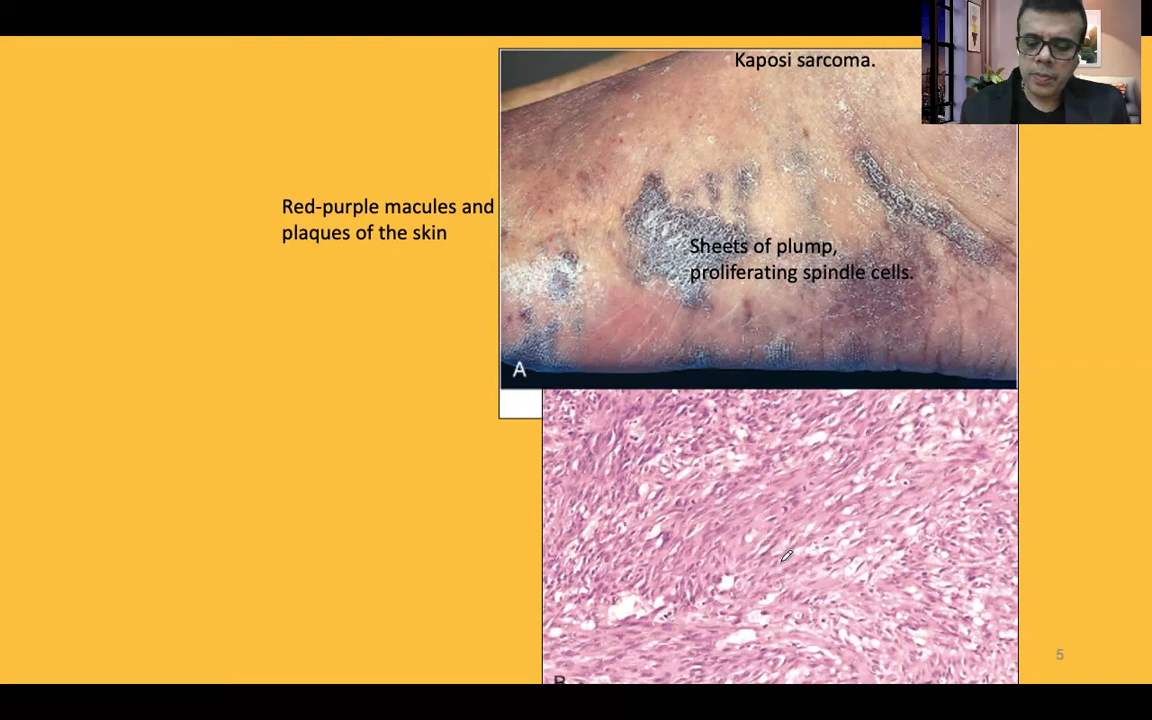 Kaposi sarcoma.
Red-purple macules and
plaques of the skin
Sheets of plump,
proliferating spindle cells.
A
B
5